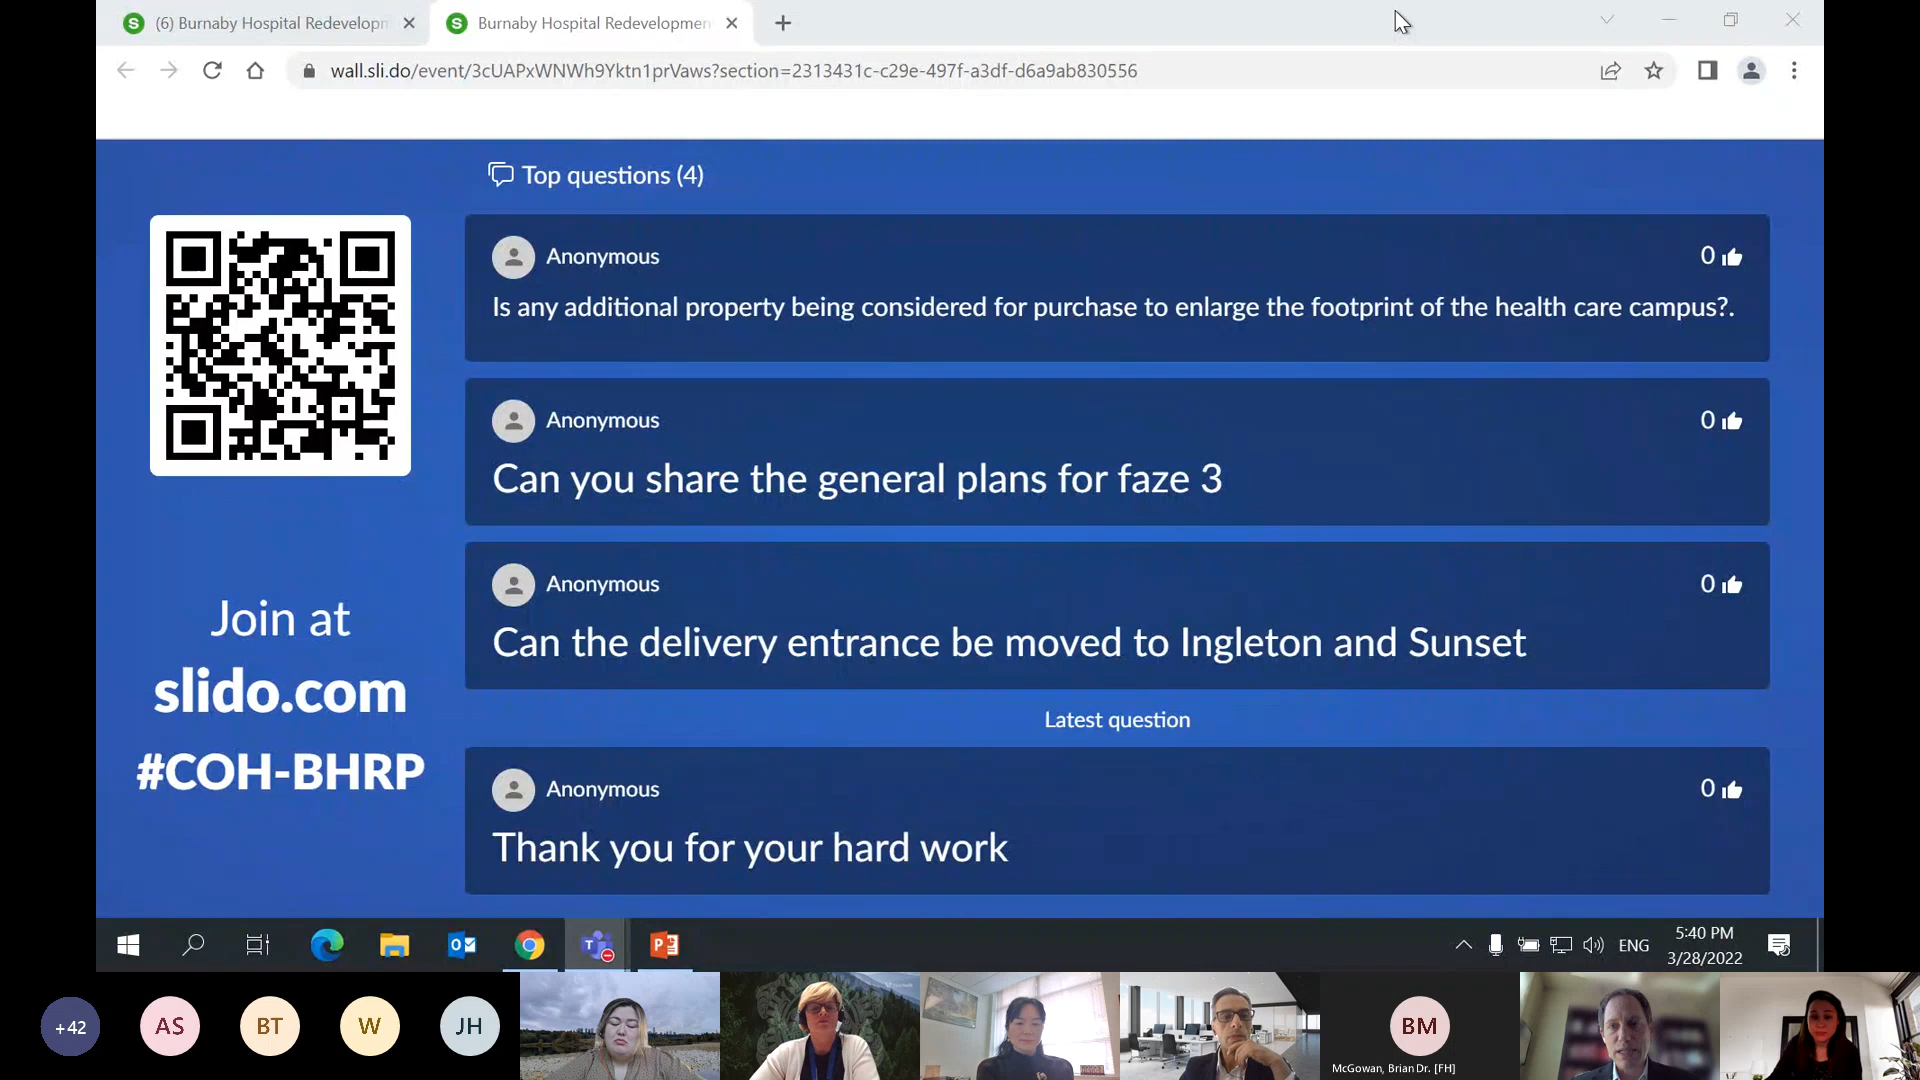 (6) Burnaby Hospital Redevelopm
Burnaby Hospital Redevelopmen
wall.sli.do/event/3cUAPxWNWh9Yktn1prVaws?section=2313431c-c29e-497f-a3df-d6a9ab830556
Top questions (4)
Anonymous
0
Is any additional property being considered for purchase to enlarge the footprint of the health care campus?.
Anonymous
0
Can you share the general plans for faze 3
Anonymous
0
Can the delivery entrance be moved to Ingleton and Sunset
Latest question
Anonymous
0
Thank you for your hard work
Join at
slido.com
#COH-BHRP
ENG
5:40 PM
3/28/2022
+42
AS
BT
W
JH
BM
McGowan, Brian Dr. [FH]